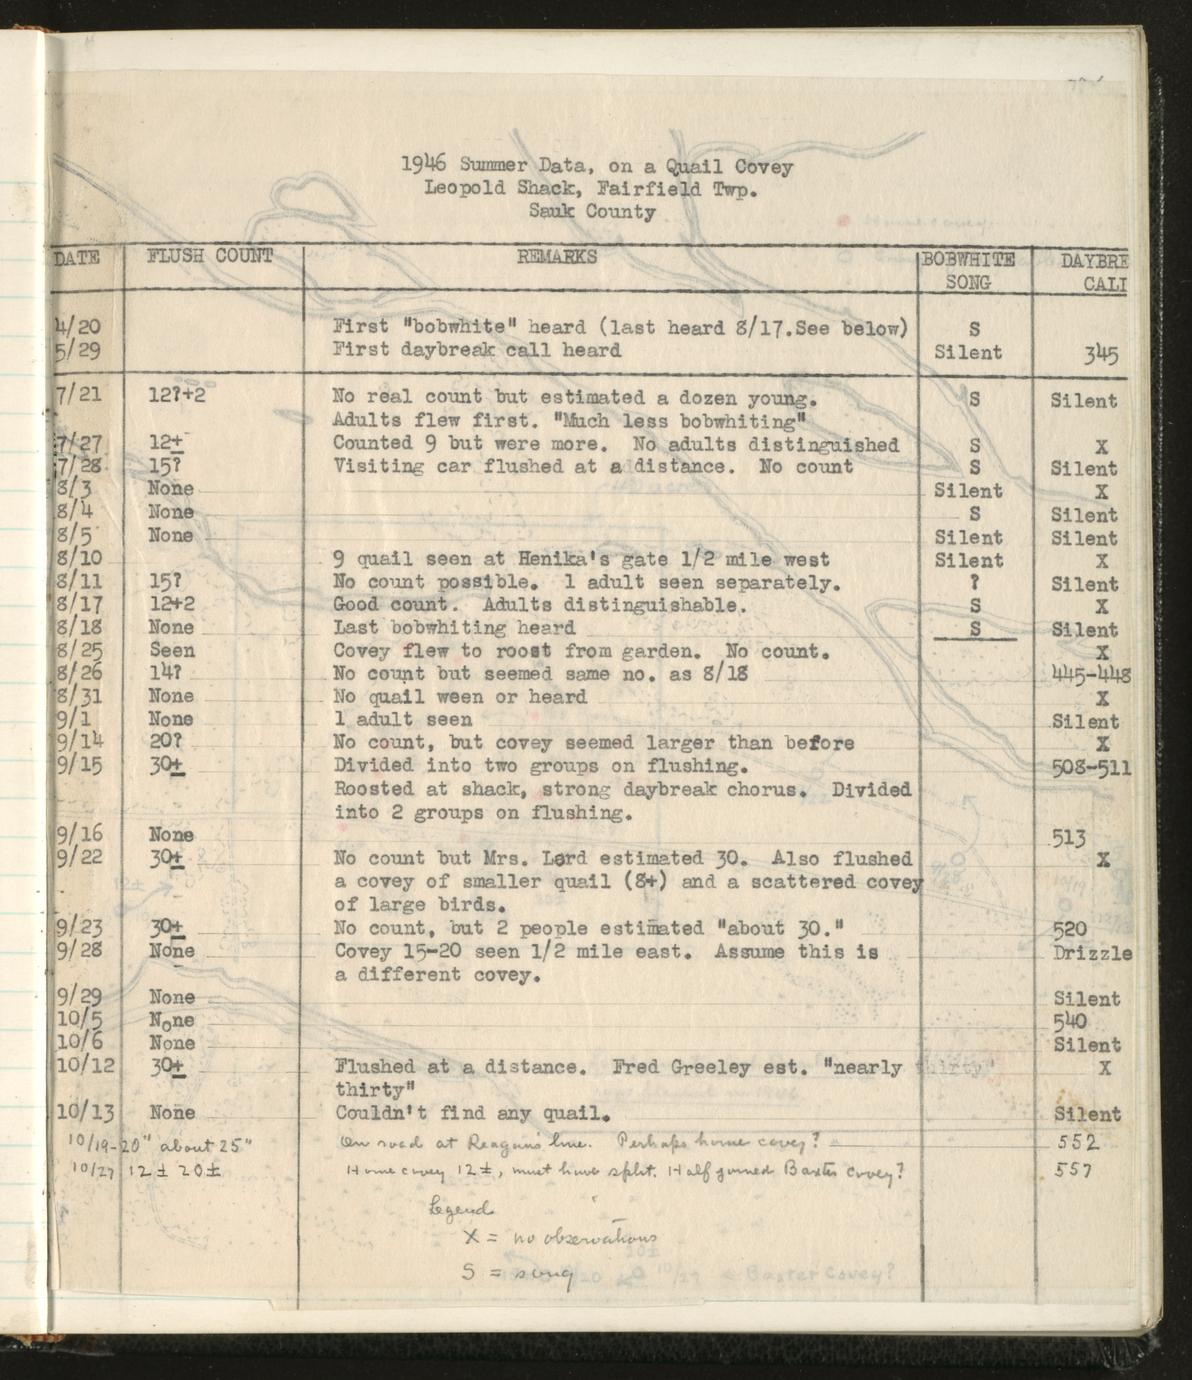 1946 Summer Data, on a Quail Covey
Leopold Shack, Fairfield Twp.
Sauk County
DATE FLUSH COUNT REMARKS BOBWHITE SONG DAYBRE CALI
4/20 First "bobwhite" heard (last heard 8/17.See below) S
5/29 First daybreak call heard Silent 345
7/21 12?+2 No real count but estimated a dozen young. S Silent
Adults flew first. "Much less bobwhiting"
7/27 12± Counted 9 but were more. No adults distinguished S X
7/28 15? Visiting car flushed at a distance. No count S Silent
8/3 None Silent X
8/4 None S Silent
8/5 None Silent Silent
8/10 9 quail seen at Henika's gate 1/2 mile west Silent X
8/11 15? No count possible. 1 adult seen separately. ? Silent
8/17 12+2 Good count. Adults distinguishable. S X
8/18 None Last bobwhiting heard S Silent
8/25 Seen Covey flew to roost from garden. No count. X
8/26 14? No count but seemed same no. as 8/18 445-448
8/31 None No quail ween or heard X
9/1 None 1 adult seen Silent
9/14 20? No count, but covey seemed larger than before X
9/15 30± Divided into two groups on flushing. 508-511
Roosted at shack, strong daybreak chorus. Divided
into 2 groups on flushing.
9/16 None 513
9/22 30± No count but Mrs. Lord estimated 30. Also flushed X
a covey of smaller quail (8+) and a scattered covey
of large birds.
9/23 30± No count, but 2 people estimated "about 30." 520
9/28 None Covey 15-20 seen 1/2 mile east. Assume this is Drizzle
a different covey.
9/29 None Silent
10/5 None 540
10/6 None Silent
10/12 30± Flushed at a distance. Fred Greeley est. "nearly thirty" X
thirty"
10/13 None Couldn't find any quail. Silent
10/19-20 "about 25" On road at Reagan's line. Perhaps home covey? 552
10/27 12± 20± Home covey 12±, must have split. Half joined Baxter Covey? 557
Legend
X = no observations
S = song
10/27 Baxter Covey?